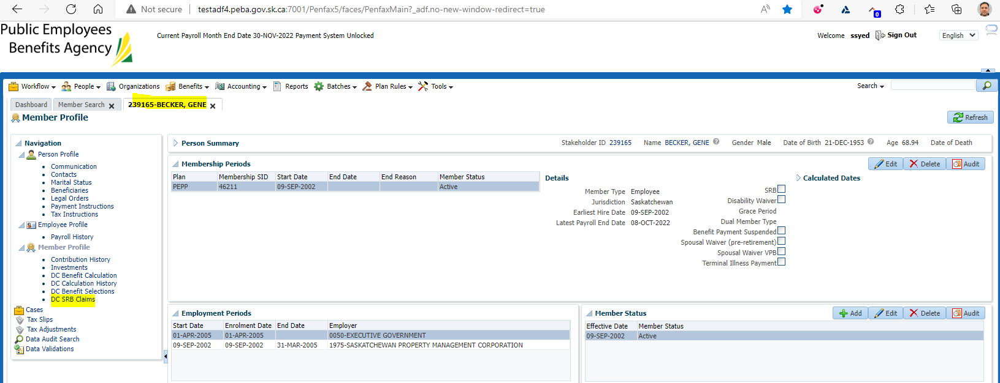 Not secure | testadf4.peba.gov.sk.ca:7001/Penfax5/faces/PenfaxMain?_adf.no-new-window-redirect=true
0
Public Employees
Benefits Agency
Current Payroll Month End Date 30-NOV-2022 Payment System Unlocked
Welcome ssyed Sign Out English
Workflow People Organizations Benefits Accounting Reports Batches Plan Rules Tools Search
Dashboard Member Search 239165-BECKER, GENE
Member Profile
Refresh
Navigation
Person Profile
Communication
Contacts
Marital Status
Beneficiaries
Legal Orders
Payment Instructions
Tax Instructions
Employee Profile
Payroll History
Member Profile
Contribution History
Investments
DC Benefit Calculation
DC Calculation History
DC Benefit Selections
DC SRB Claims
Cases
Tax Slips
Tax Adjustments
Data Audit Search
Data Validations
Person Summary Stakeholder ID 239165 Name BECKER, GENE Gender Male Date of Birth 21-DEC-1953 Age 68.94 Date of Death
Membership Periods
Edit Delete Audit
Plan Membership SID Start Date End Date End Reason Member Status
PEPP 46211 09-SEP-2002 Active
Details
Member Type Employee
Jurisdiction Saskatchewan
Earliest Hire Date 09-SEP-2002
Latest Payroll End Date 08-OCT-2022
SRB
Disability Waiver
Grace Period
Dual Member Type
Benefit Payment Suspended
Spousal Waiver (pre-retirement)
Spousal Waiver VPB
Terminal Illness Payment
Calculated Dates
Employment Periods
Start Date Enrolment Date End Date Employer
01-APR-2005 01-APR-2005 0050-EXECUTIVE GOVERNMENT
09-SEP-2002 09-SEP-2002 31-MAR-2005 1975-SASKATCHEWAN PROPERTY MANAGEMENT CORPORATION
Member Status
Add Edit Delete Audit
Effective Date Member Status
09-SEP-2002 Active